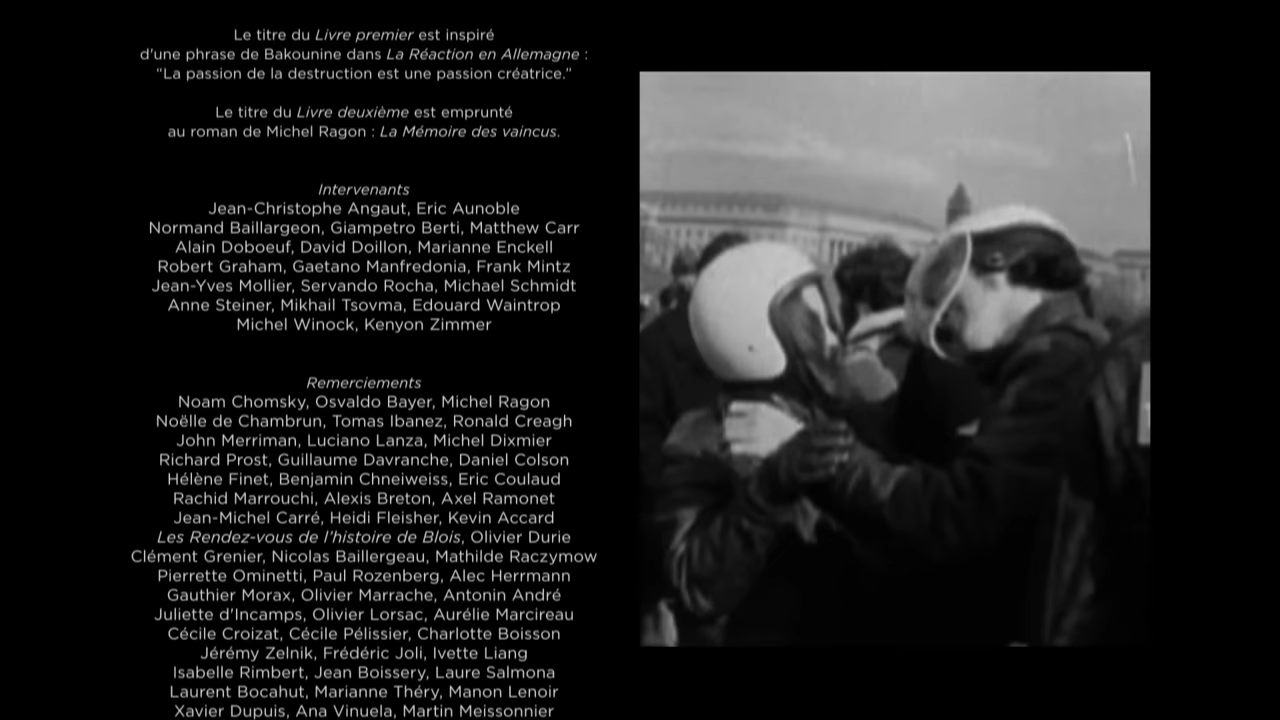 Le titre du Livre premier est inspiré
d'une phrase de Bakounine dans La Réaction en Allemagne :
“La passion de la destruction est une passion créatrice.”
Le titre du Livre deuxième est emprunté
au roman de Michel Ragon : La Mémoire des vaincus.
Intervenants
Jean-Christophe Angaut, Eric Aunoble
Normand Baillargeon, Giampetro Berti, Matthew Carr
Alain Doboeuf, David Doillon, Marianne Enckell
Robert Graham, Gaetano Manfredonia, Frank Mintz
Jean-Yves Mollier, Servando Rocha, Michael Schmidt
Anne Steiner, Mikhail Tsovma, Edouard Waintrop
Michel Winock, Kenyon Zimmer
Remerciements
Noam Chomsky, Osvaldo Bayer, Michel Ragon
Noëlle de Chambrun, Tomas Ibanez, Ronald Creagh
John Merriman, Luciano Lanza, Michel Dixmier
Richard Prost, Guillaume Davranche, Daniel Colson
Hélène Finet, Benjamin Chneiweiss, Eric Coulaud
Rachid Marrouchi, Alexis Breton, Axel Ramonet
Jean-Michel Carré, Heidi Fleisher, Kevin Accard
Les Rendez-vous de l'histoire de Blois, Olivier Durie
Clément Grenier, Nicolas Baillergeau, Mathilde Raczymow
Pierrette Ominetti, Paul Rozenberg, Alec Herrmann
Gauthier Morax, Olivier Marrache, Antonin André
Juliette d'Incamps, Olivier Lorsac, Aurélie Marcireau
Cécile Croizat, Cécile Pélissier, Charlotte Boisson
Jérémy Zelnik, Frédéric Joli, Ivette Liang
Isabelle Rimbert, Jean Boissery, Laure Salmona
Laurent Bocahut, Marianne Théry, Manon Lenoir
Xavier Dupuis, Ana Vinuela, Martin Meissonnier